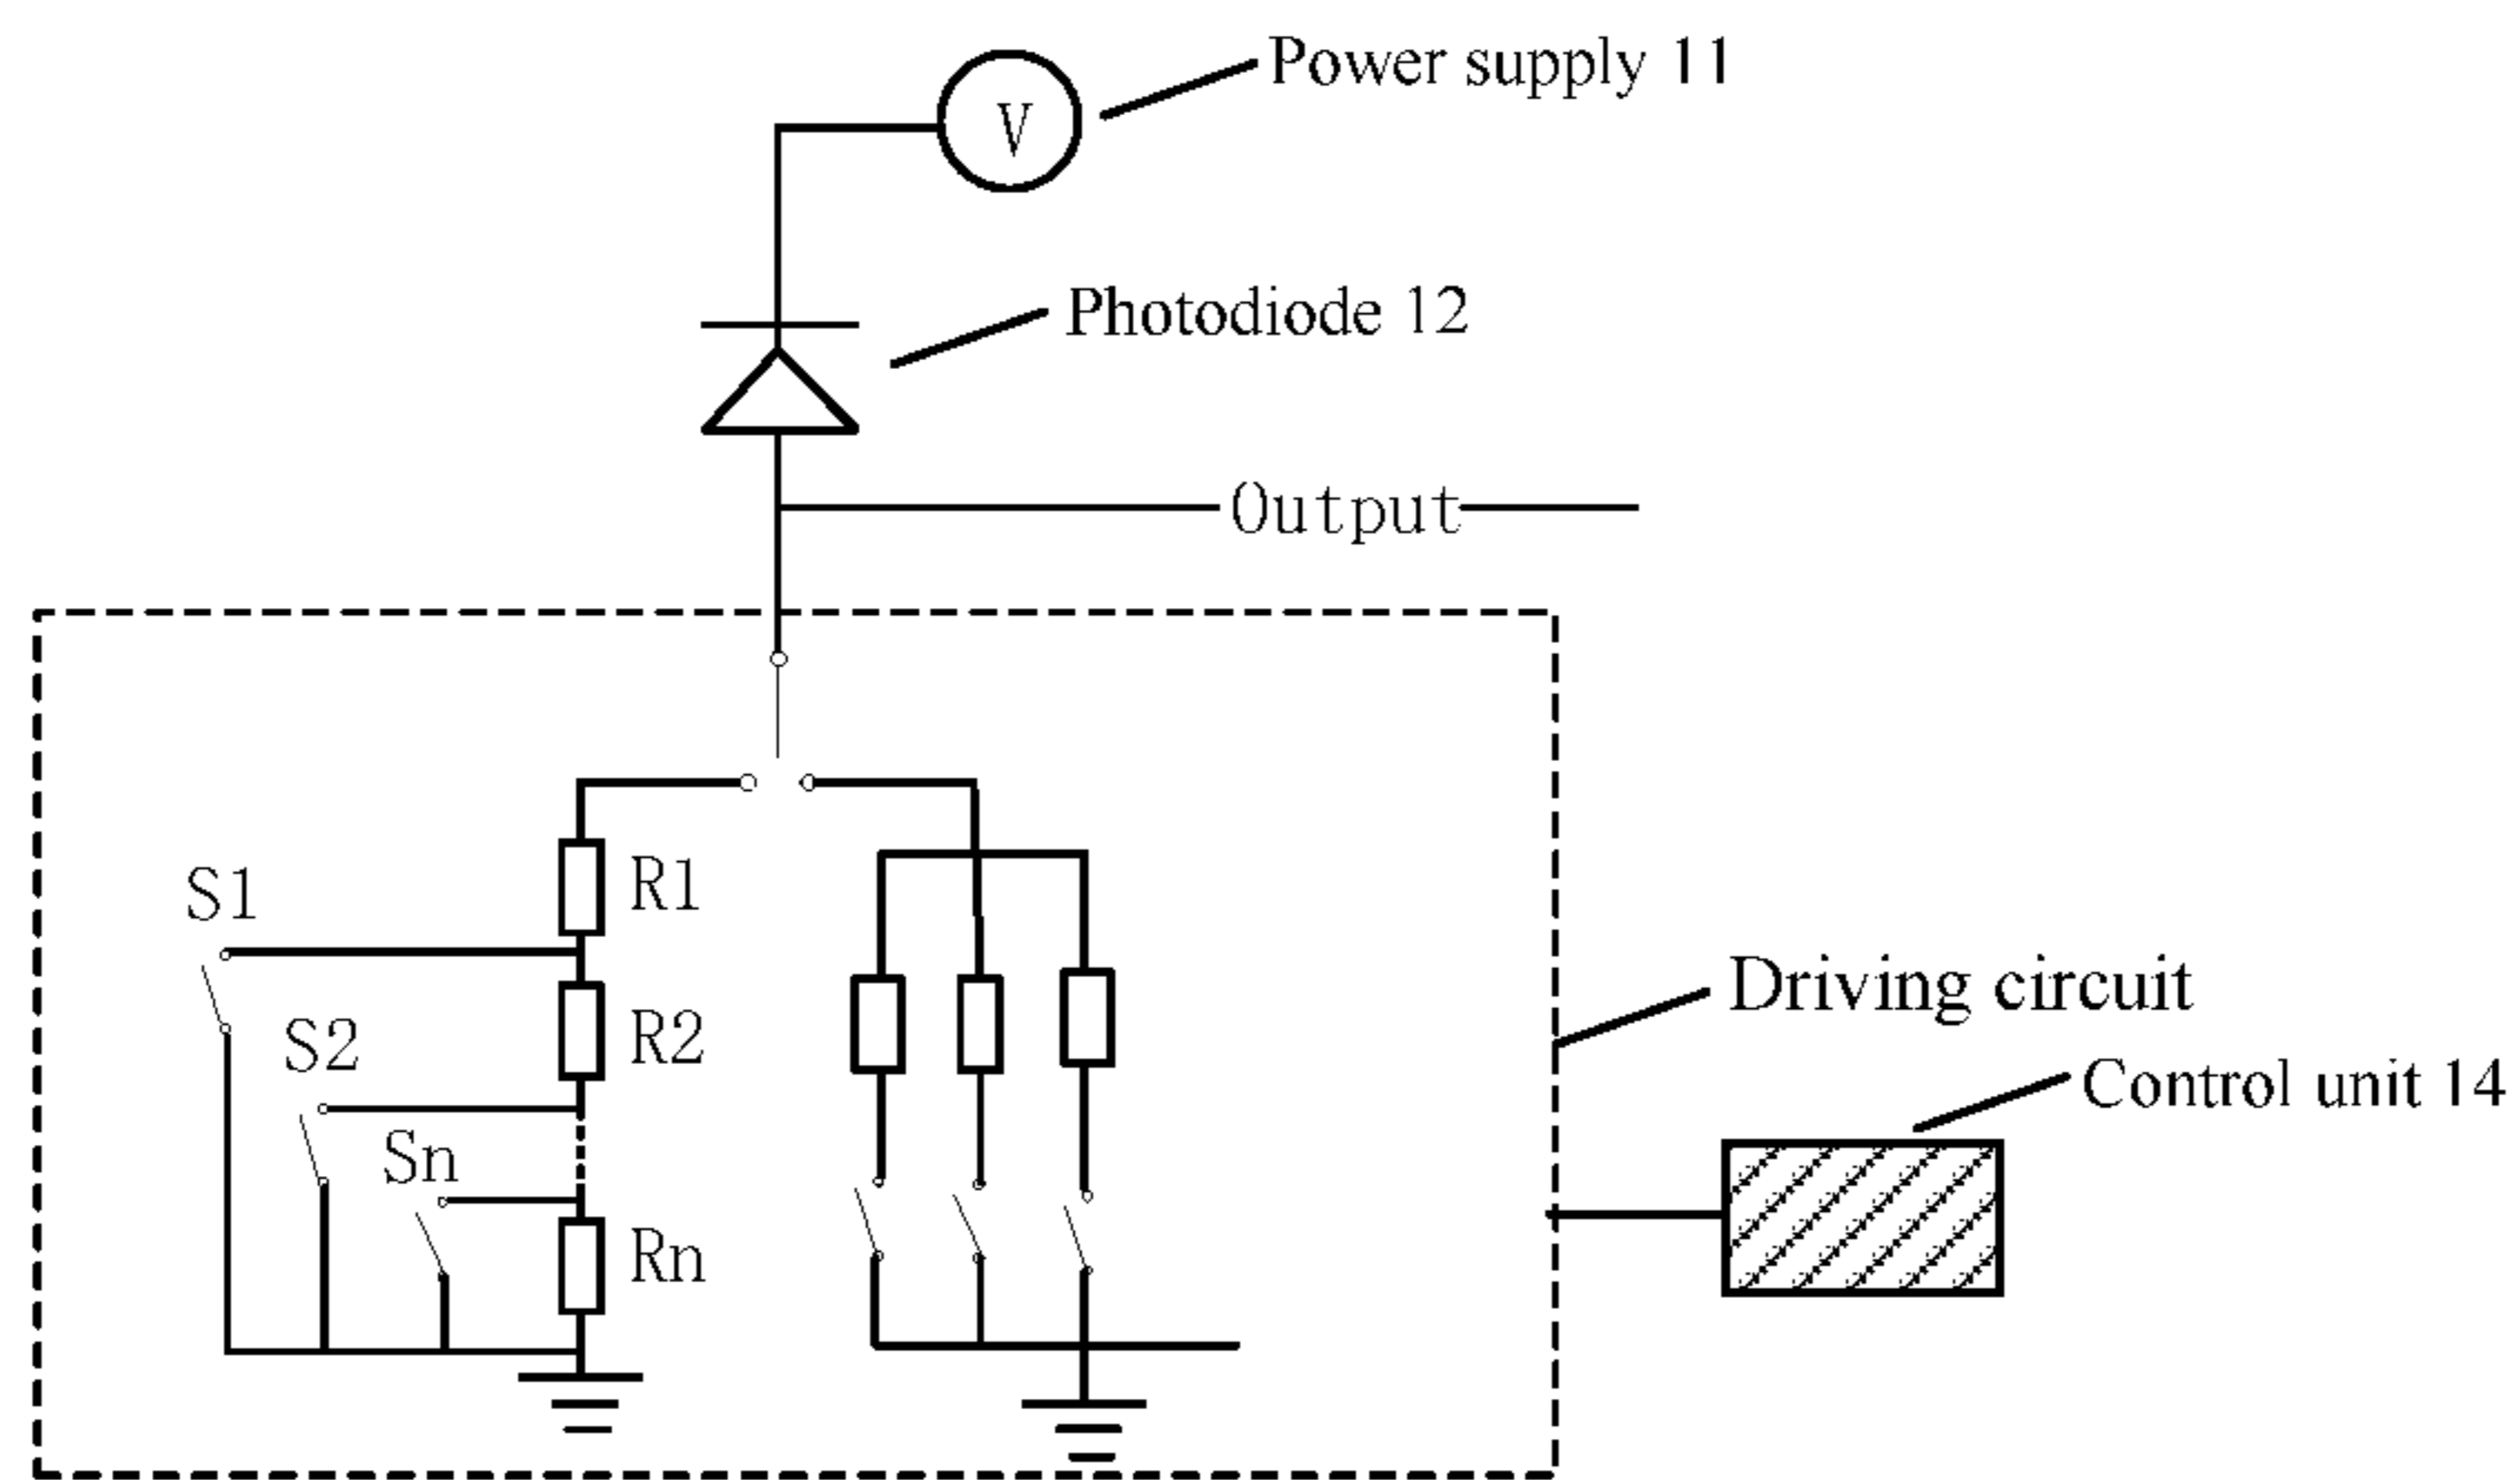 Power supply 11
V
Photodiode 12
Output
R1
S1
Driving circuit
R2
S2
Control unit 14
Sn
Rn